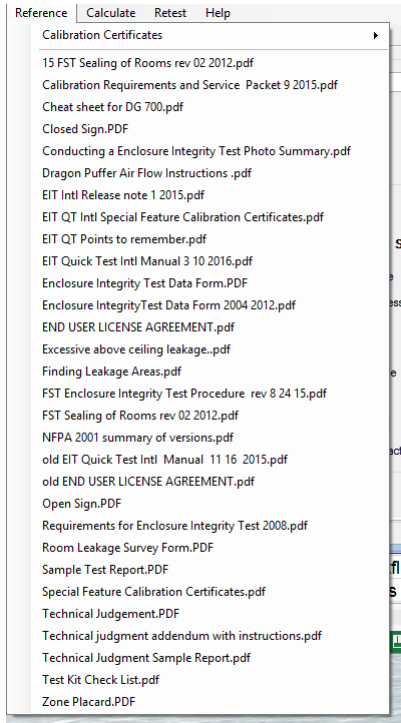 Reference Calculate Retest Help
Calibration Certificates
15 FST Sealing of Rooms rev 02 2012.pdf
Calibration Requirements and Service  Packet 9 2015.pdf
Cheat sheet for DG 700.pdf
Closed Sign.PDF
Conducting a Enclosure Integrity Test Photo Summary.pdf
Dragon Puffer Air Flow Instructions .pdf
EIT Intl Release note 1 2015.pdf
EIT QT Intl Special Feature Calibration Certificates.pdf
EIT QT Points to remember.pdf
EIT Quick Test Intl Manual 3 10 2016.pdf
Enclosure Integrity Test Data Form.PDF
Enclosure IntegrityTest Data Form 2004 2012.pdf
END USER LICENSE AGREEMENT.pdf
Excessive above ceiling leakage..pdf
Finding Leakage Areas.pdf
FST Enclosure Integrity Test Procedure  rev 8 24 15.pdf
FST Sealing of Rooms rev 02 2012.pdf
NFPA 2001 summary of versions.pdf
old EIT Quick Test Intl  Manual  11 16  2015.pdf
old END USER LICENSE AGREEMENT.pdf
Open Sign.PDF
Requirements for Enclosure Integrity Test 2008.pdf
Room Leakage Survey Form.PDF
Sample Test Report.PDF
Special Feature Calibration Certificates.pdf
Technical Judgement.PDF
Technical judgment addendum with instructions.pdf
Technical Judgment Sample Report.pdf
Test Kit Check List.pdf
Zone Placard.PDF